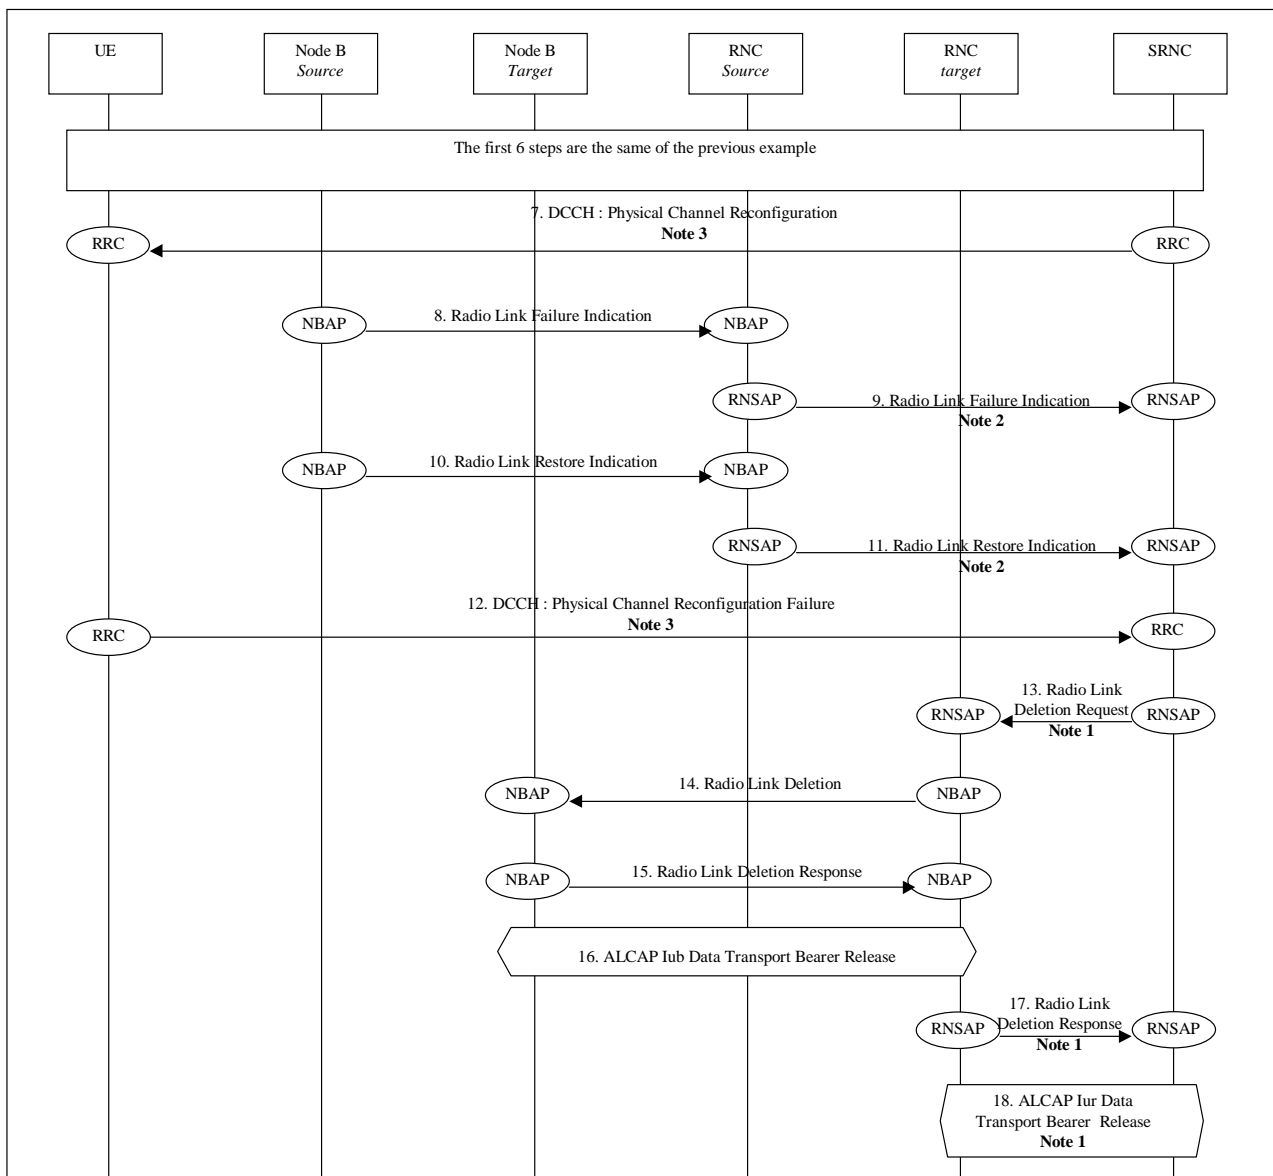 UE
Node B
Source
Node B
Target
RNC
Source
RNC
target
SRNC
The first 6 steps are the same of the previous example
7. DCCH : Physical Channel Reconfiguration
Note 3
RRC
RRC
8. Radio Link Failure Indication
NBAP
NBAP
9. Radio Link Failure Indication
Note 2
RNSAP
RNSAP
10. Radio Link Restore Indication
NBAP
NBAP
11. Radio Link Restore Indication
Note 2
RNSAP
RNSAP
12. DCCH : Physical Channel Reconfiguration Failure
Note 3
RRC
RRC
13. Radio Link
Deletion Request
Note 1
RNSAP
RNSAP
14. Radio Link Deletion
NBAP
NBAP
15. Radio Link Deletion Response
NBAP
NBAP
16. ALCAP Iub Data Transport Bearer Release
17. Radio Link
Deletion Response
Note 1
RNSAP
RNSAP
18. ALCAP Iur Data
Transport Bearer Release
Note 1